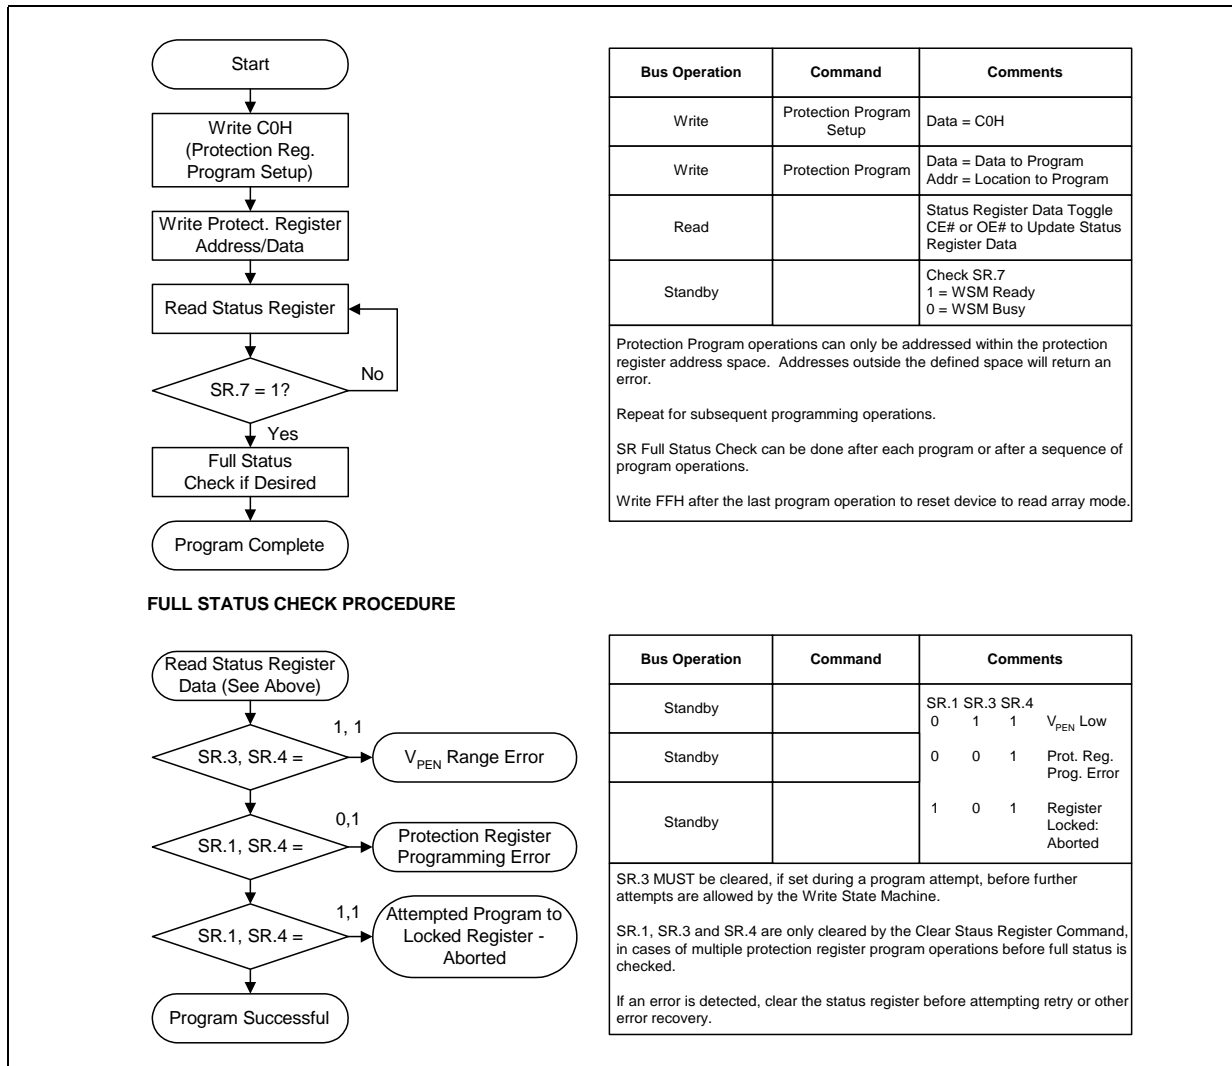 Start
Write C0H
(Protection Reg.
Program Setup)
Write Protect. Register
Address/Data
Read Status Register
No
SR.7 = 1?
Yes
Full Status
Check if Desired
Program Complete
Bus Operation Command Comments
Write Protection Program Setup Data = C0H
Write Protection Program Data = Data to Program
Addr = Location to Program
Read Status Register Data Toggle
CE# or OE# to Update Status
Register Data
Standby Check SR.7
1 = WSM Ready
0 = WSM Busy
Protection Program operations can only be addressed within the protection
register address space. Addresses outside the defined space will return an
error.
Repeat for subsequent programming operations.
SR Full Status Check can be done after each program or after a sequence of
program operations.
Write FFH after the last program operation to reset device to read array mode.
FULL STATUS CHECK PROCEDURE
Read Status Register
Data (See Above)
1, 1
SR.3, SR.4 =
VPEN Range Error
0,1
SR.1, SR.4 =
Protection Register
Programming Error
1,1
SR.1, SR.4 =
Attempted Program to
Locked Register -
Aborted
Program Successful
Bus Operation Command Comments
Standby SR.1 SR.3 SR.4
0 1 1 VPEN Low
Standby 0 0 1 Prot. Reg.
Prog. Error
Standby 1 0 1 Register
Locked:
Aborted
SR.3 MUST be cleared, if set during a program attempt, before further
attempts are allowed by the Write State Machine.
SR.1, SR.3 and SR.4 are only cleared by the Clear Staus Register Command,
in cases of multiple protection register program operations before full status is
checked.
If an error is detected, clear the status register before attempting retry or other
error recovery.